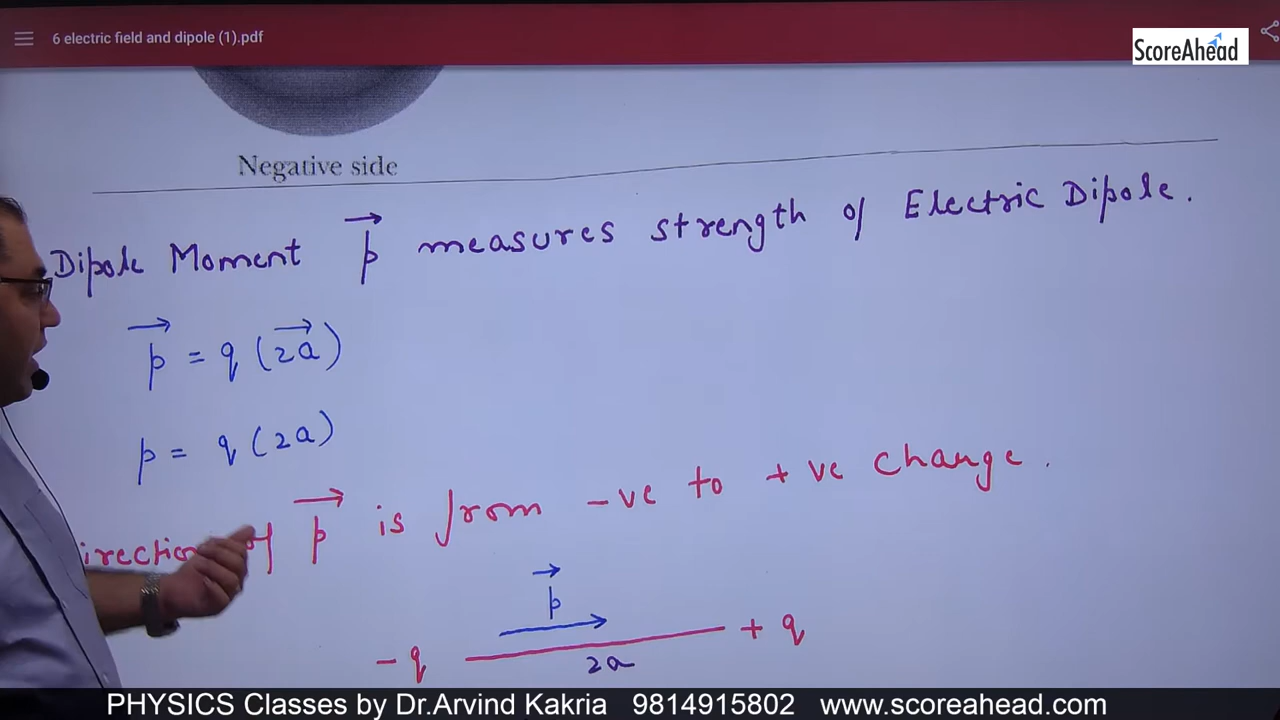 6 electric field and dipole (1).pdf
ScoreAhead
Negative side
Dipole Moment p⃗ measures strength of Electric Dipole.
p⃗ = q (2a⃗)
p = q (2a)
irection of p⃗ is from -ve to + ve change.
p⃗
- q + q
2a
PHYSICS Classes by Dr.Arvind Kakria 9814915802 www.scoreahead.com